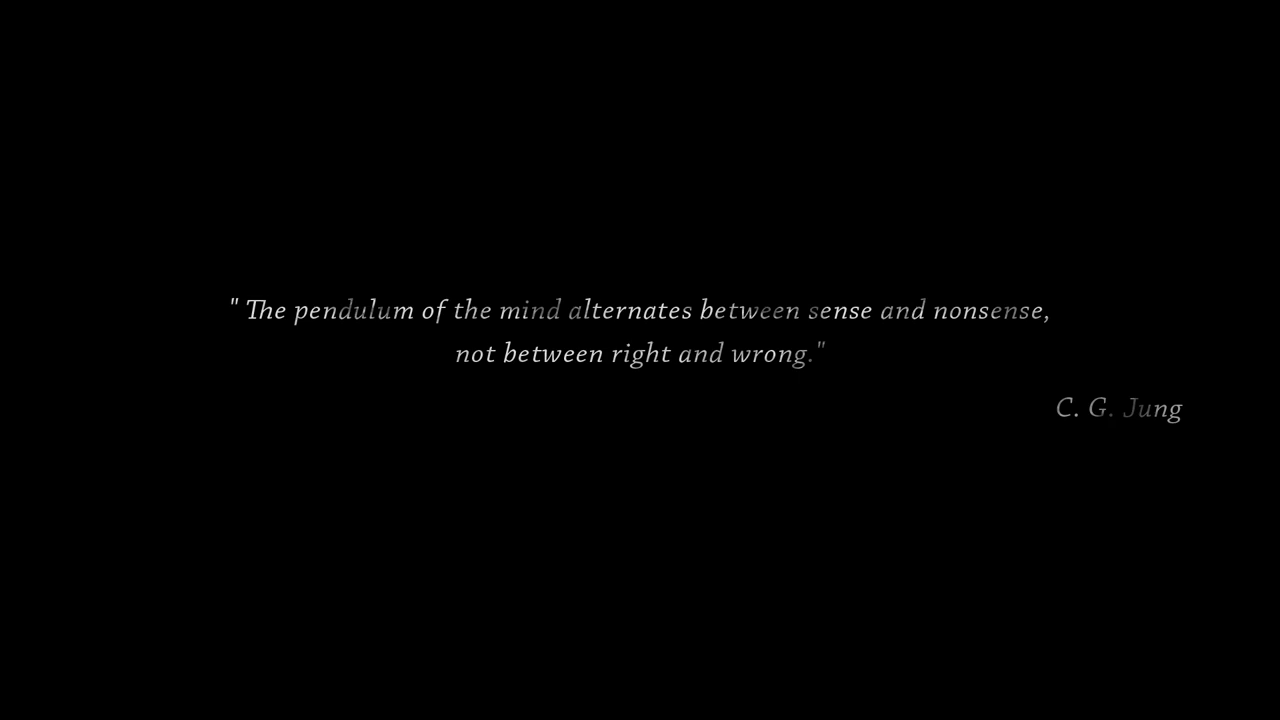 " The pendulum of the mind alternates between sense and nonsense,
not between right and wrong."
C. G. Jung